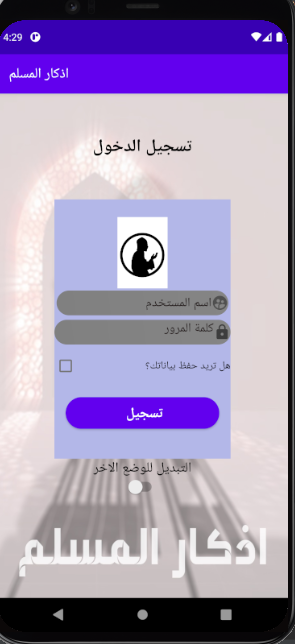 4:29
اذكار المسلم
تسجيل الدخول
اسم المستخدم
كلمة المرور
هل تريد حفظ بياناتك؟
تسجيل
التبديل للوضع الاخر
اذكار المسلم